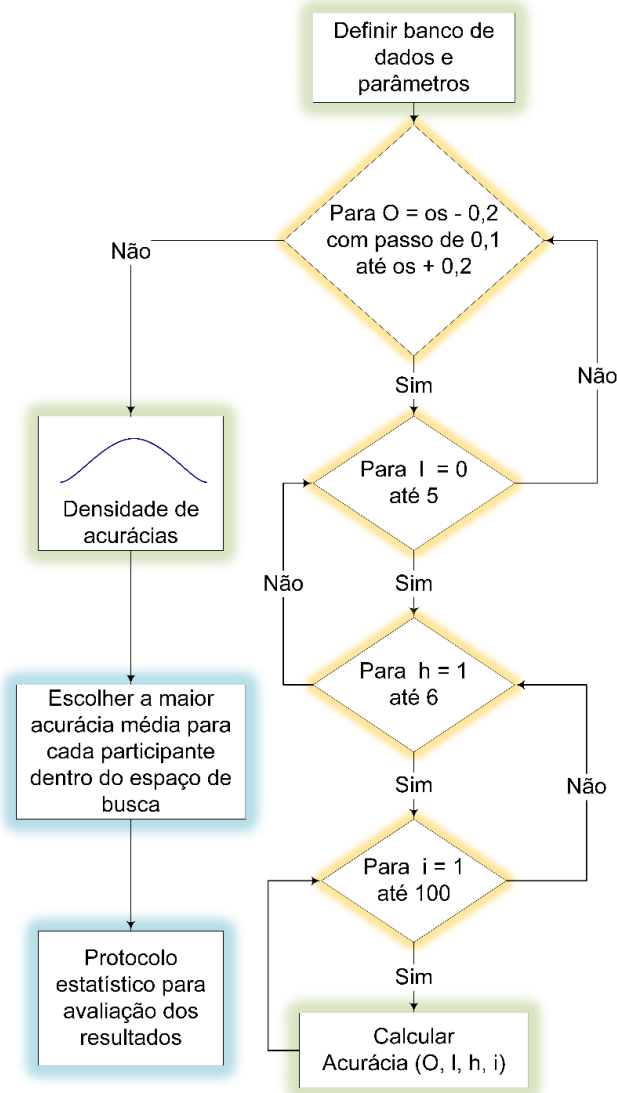 Definir banco de
dados e
parâmetros
Para O = os - 0,2
com passo de 0,1
até os + 0,2
Não
Sim
Não
Para I = 0
até 5
Densidade de
acurácias
Não
Sim
Para h = 1
até 6
Escolher a maior
acurácia média para
cada participante
dentro do espaço de
busca
Sim
Não
Para i = 1
até 100
Protocolo
estatístico para
avaliação dos
resultados
Sim
Calcular
Acurácia (O, I, h, i)